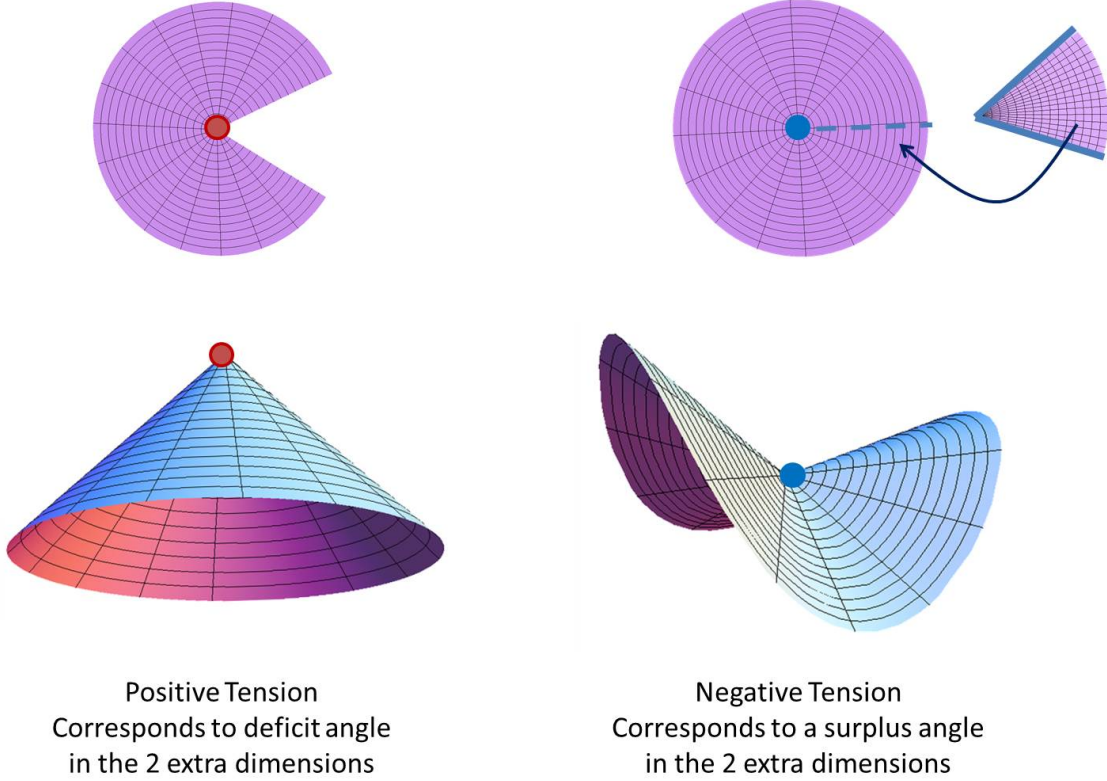 Positive Tension
Corresponds to deficit angle
in the 2 extra dimensions
Negative Tension
Corresponds to a surplus angle
in the 2 extra dimensions